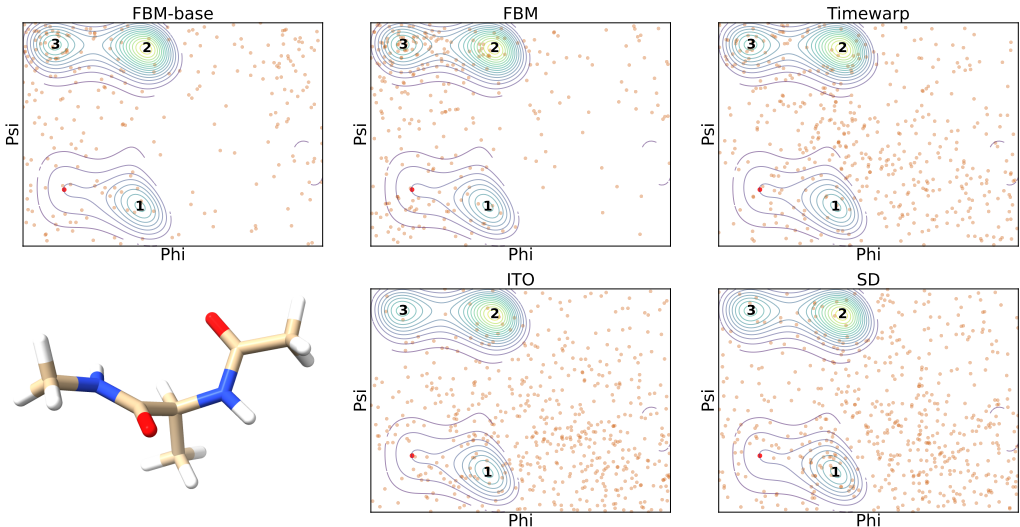 FBM-base
3
2
1
Psi
Phi
FBM
3
2
1
Psi
Phi
Timewarp
3
2
1
Psi
Phi
ITO
3
2
1
Psi
Phi
SD
3
2
1
Psi
Phi